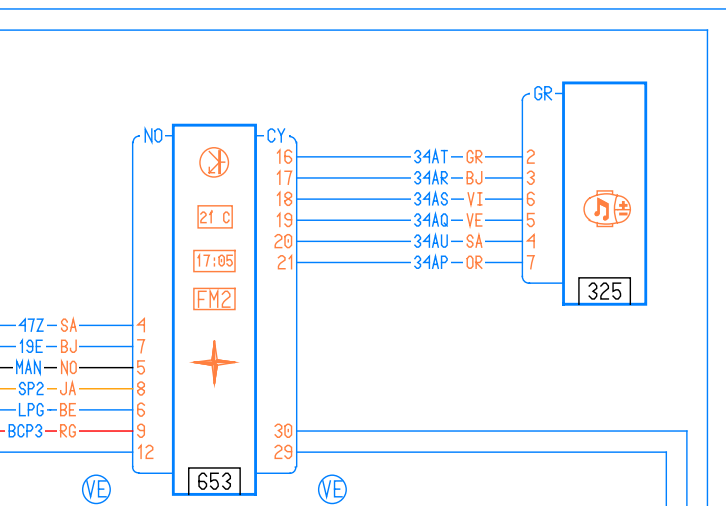 GR
NO CY
16 34AT GR 2
17 34AR BJ 3
18 34AS VI 6
21 C 19 34AQ VE 5
20 34AU SA 4
17:05 21 34AP OR 7
325
FM2
47Z SA 4
19E BJ 7
MAN NO 5
SP2 JA 8
LPG BE 6
BCP3 RG 9 30
12 29
653
VE VE